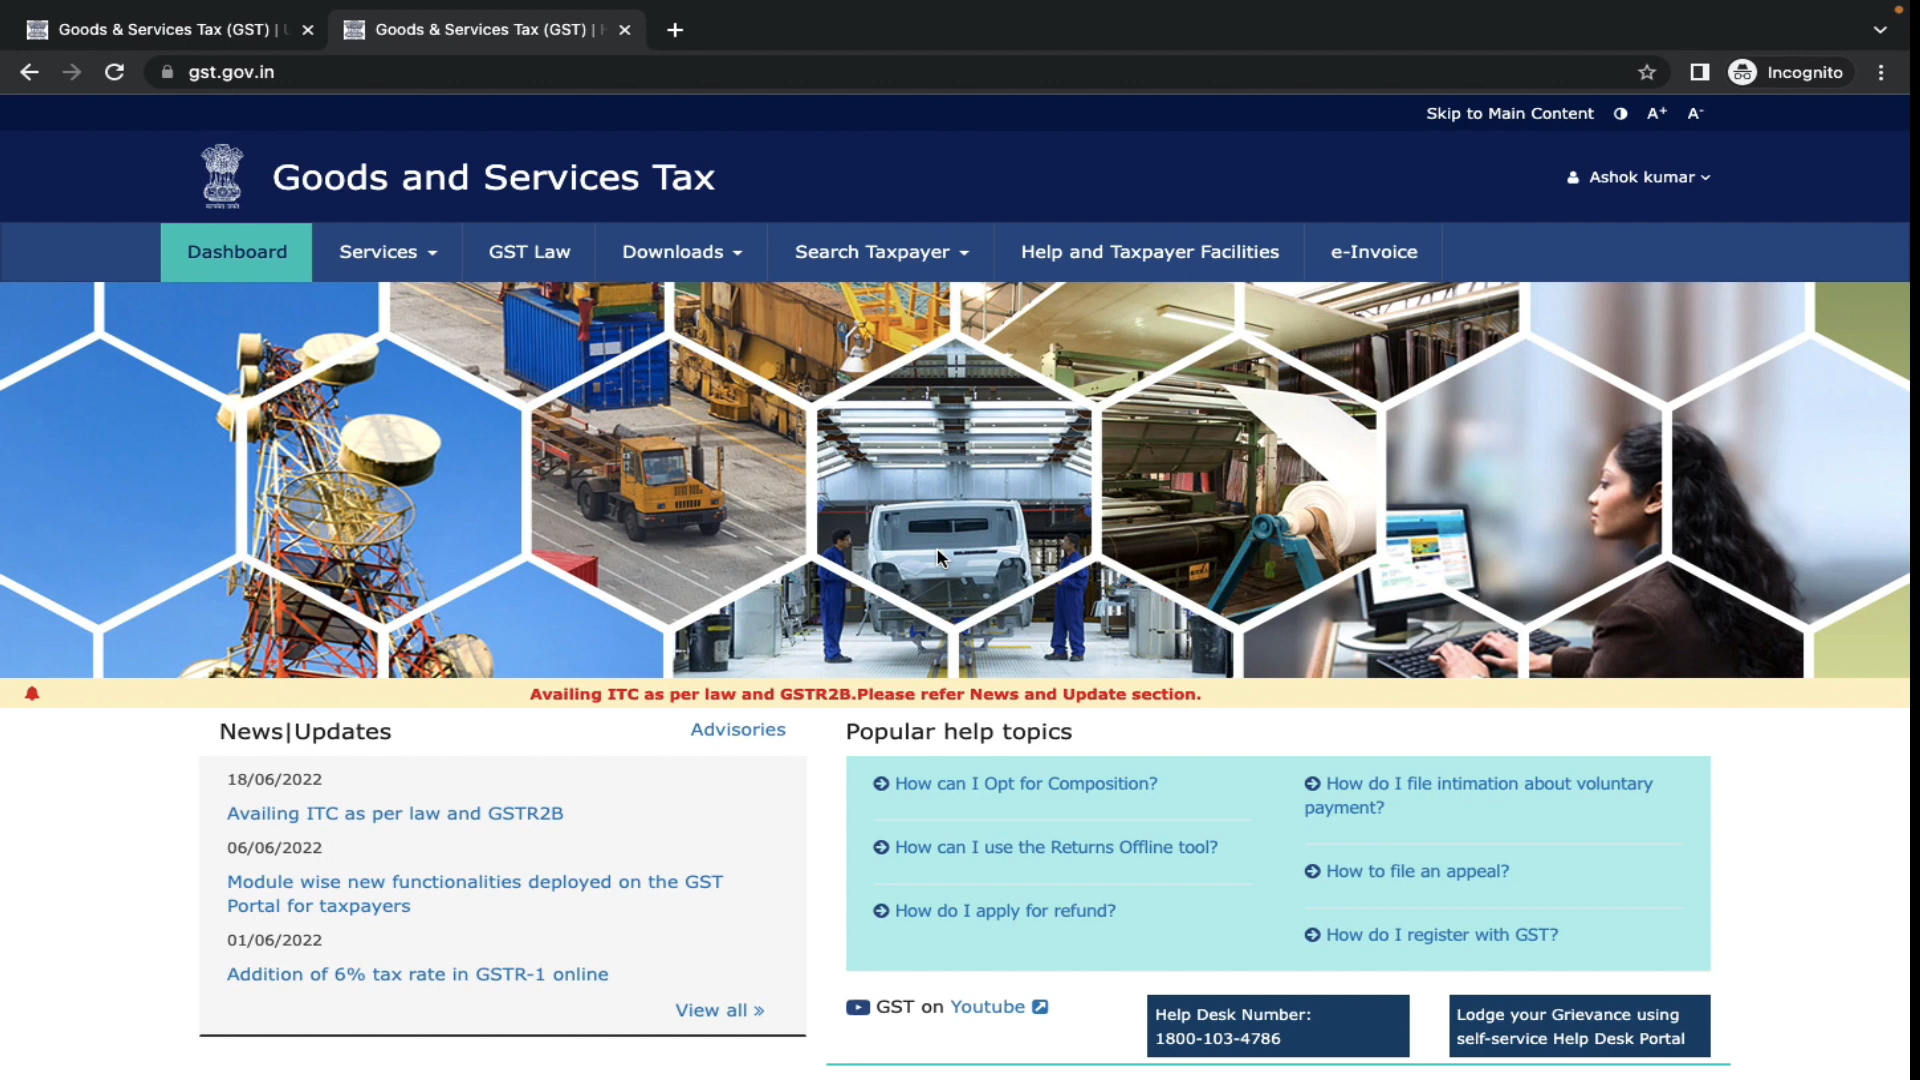 Goods & Services Tax (GST) |
Goods & Services Tax (GST) |
gst.gov.in
Incognito
Skip to Main Content A+ A-
Goods and Services Tax
Ashok kumar
Dashboard Services GST Law Downloads Search Taxpayer Help and Taxpayer Facilities e-Invoice
Availing ITC as per law and GSTR2B.Please refer News and Update section.
News|Updates
Advisories
18/06/2022
Availing ITC as per law and GSTR2B
06/06/2022
Module wise new functionalities deployed on the GST
Portal for taxpayers
01/06/2022
Addition of 6% tax rate in GSTR-1 online
View all »
Popular help topics
How can I Opt for Composition?
How can I use the Returns Offline tool?
How do I apply for refund?
How do I file intimation about voluntary
payment?
How to file an appeal?
How do I register with GST?
GST on Youtube
Help Desk Number:
1800-103-4786
Lodge your Grievance using
self-service Help Desk Portal